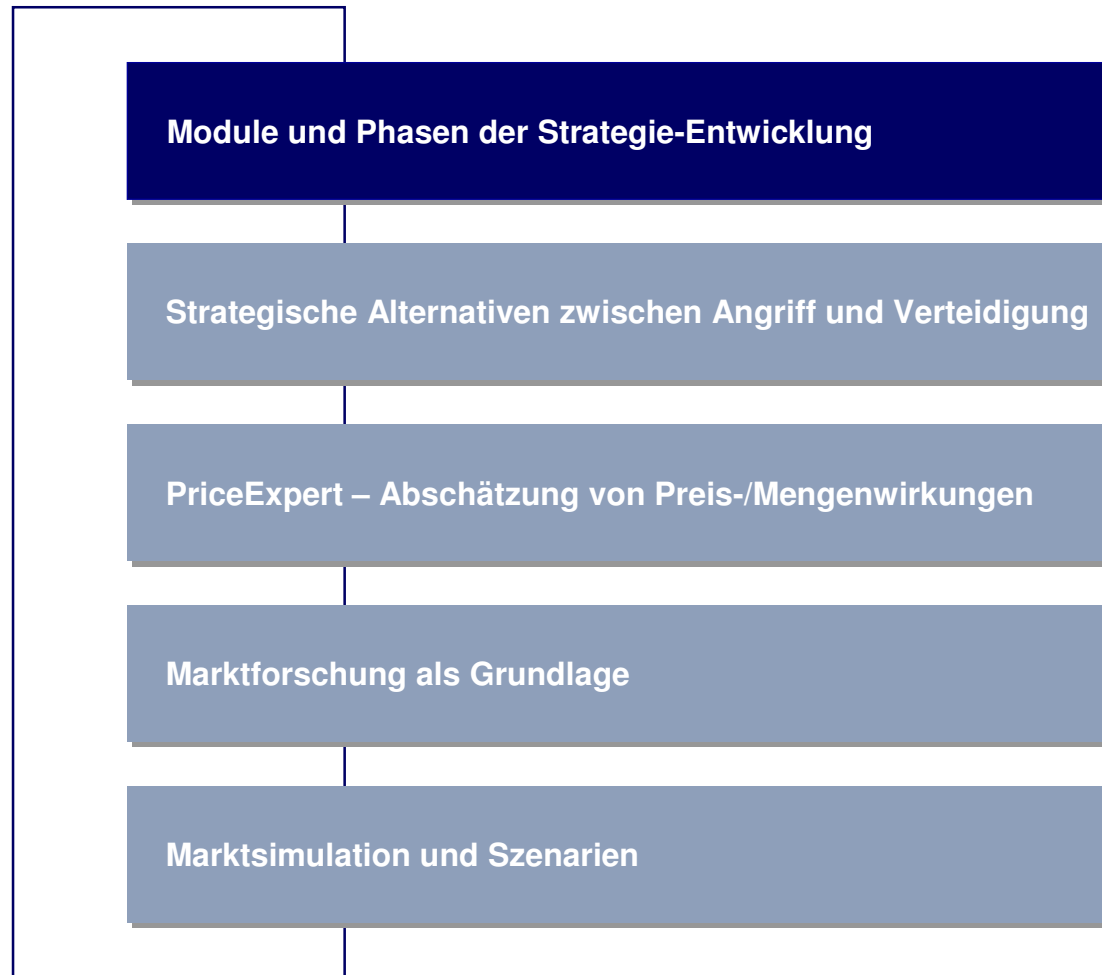 Module und Phasen der Strategie-Entwicklung
Strategische Alternativen zwischen Angriff und Verteidigung
PriceExpert – Abschätzung von Preis-/Mengenwirkungen
Marktforschung als Grundlage
Marktsimulation und Szenarien